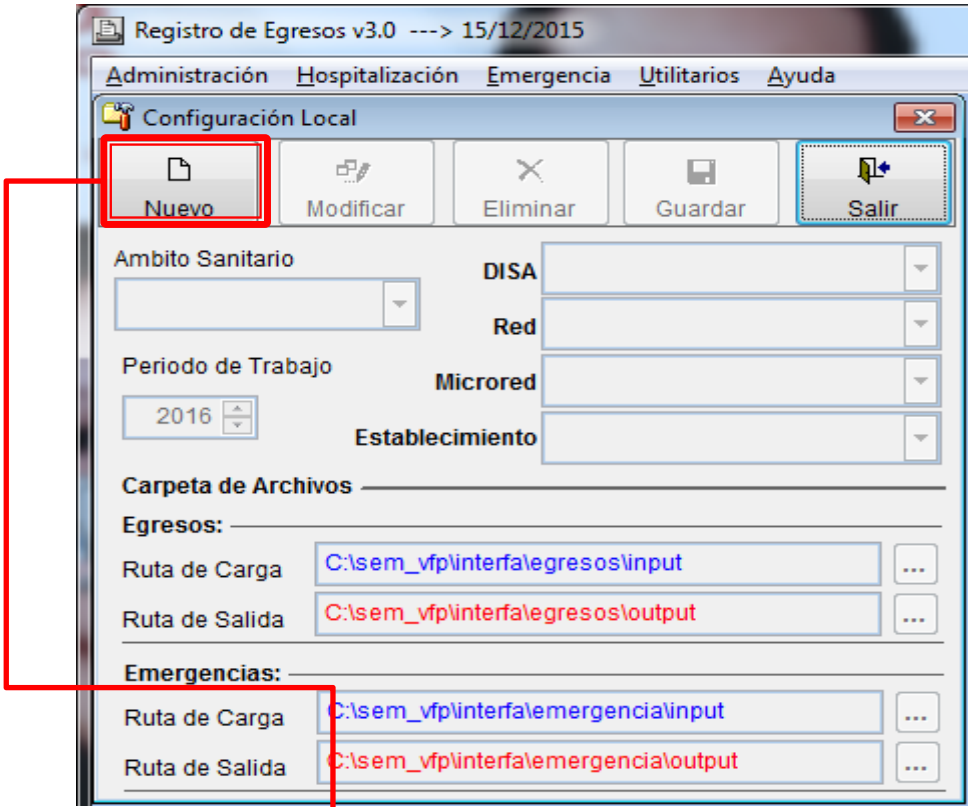 Registro de Egresos v3.0 ---> 15/12/2015
Administración Hospitalización Emergencia Utilitarios Ayuda
Configuración Local
Nuevo Modificar Eliminar Guardar Salir
Ambito Sanitario
DISA
Red
Periodo de Trabajo
Microred
2016
Establecimiento
Carpeta de Archivos
Egresos:
Ruta de Carga C:\sem_vfp\interfa\egresos\input ...
Ruta de Salida C:\sem_vfp\interfa\egresos\output ...
Emergencias:
Ruta de Carga C:\sem_vfp\interfa\emergencia\input ...
Ruta de Salida C:\sem_vfp\interfa\emergencia\output ...